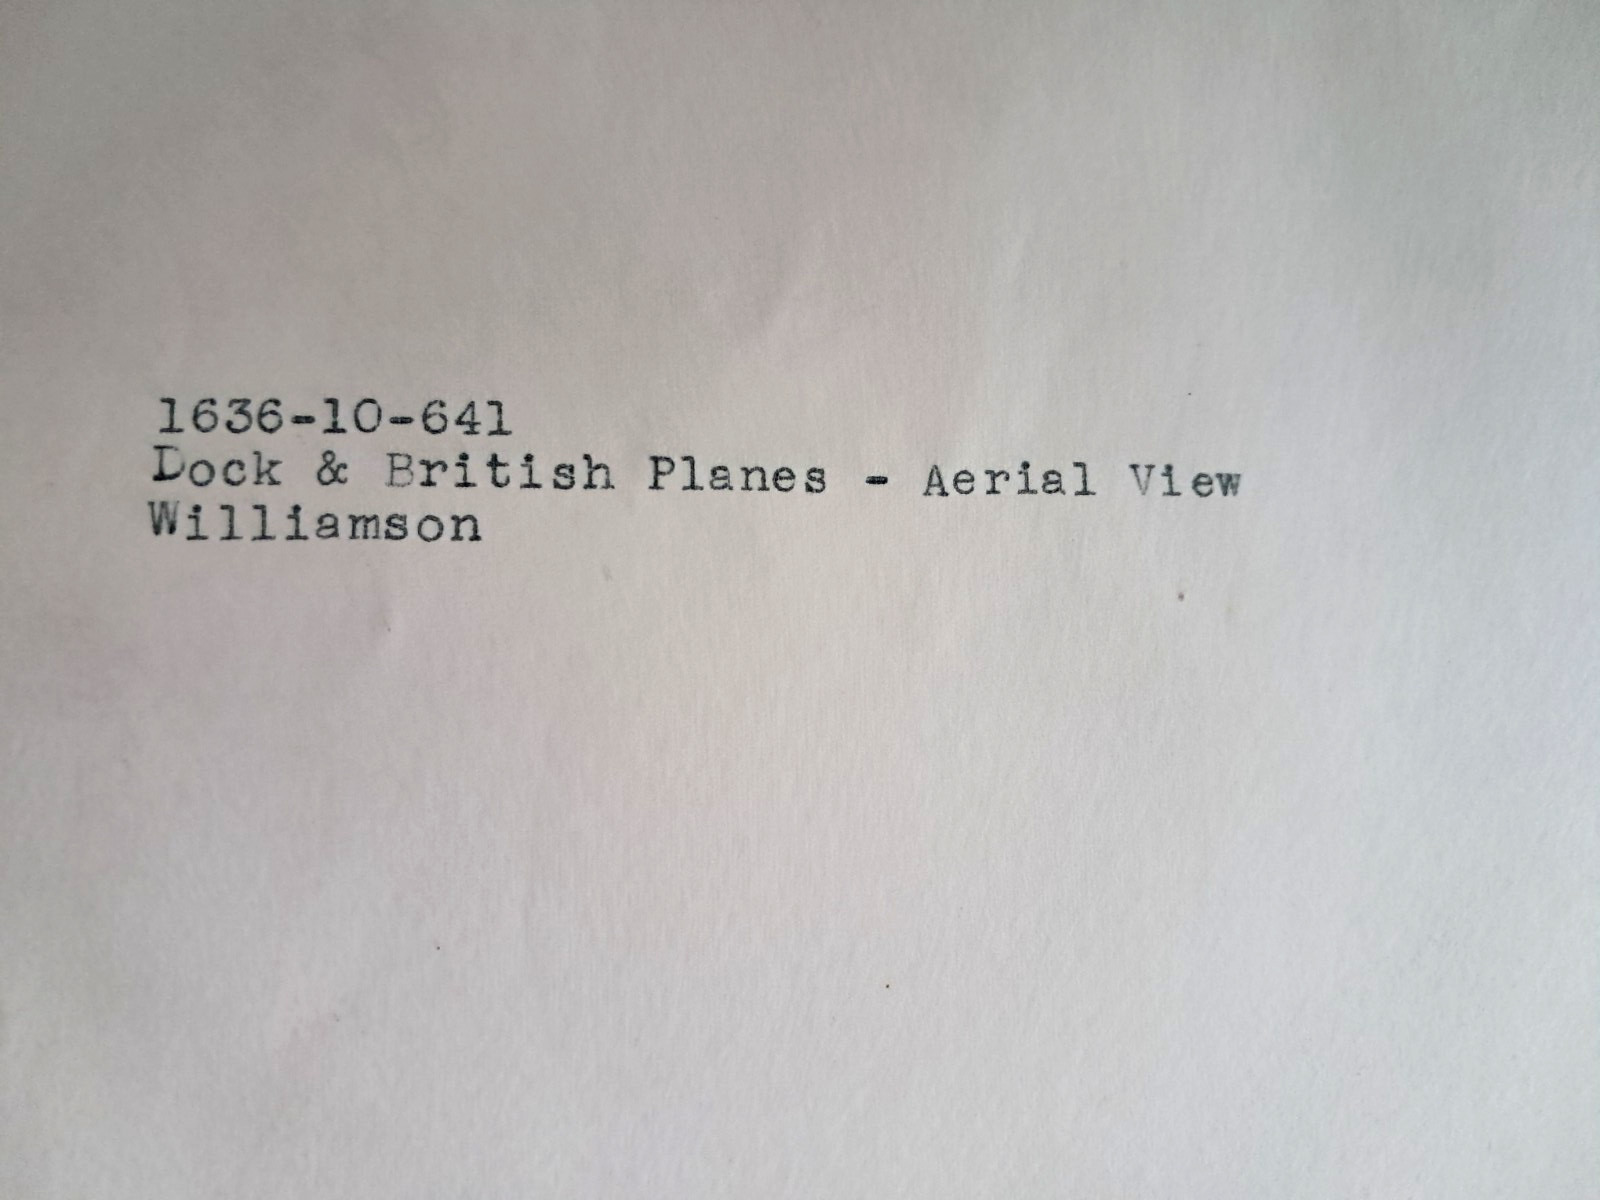 1636-10-641
Dock & British Planes - Aerial View
Williamson